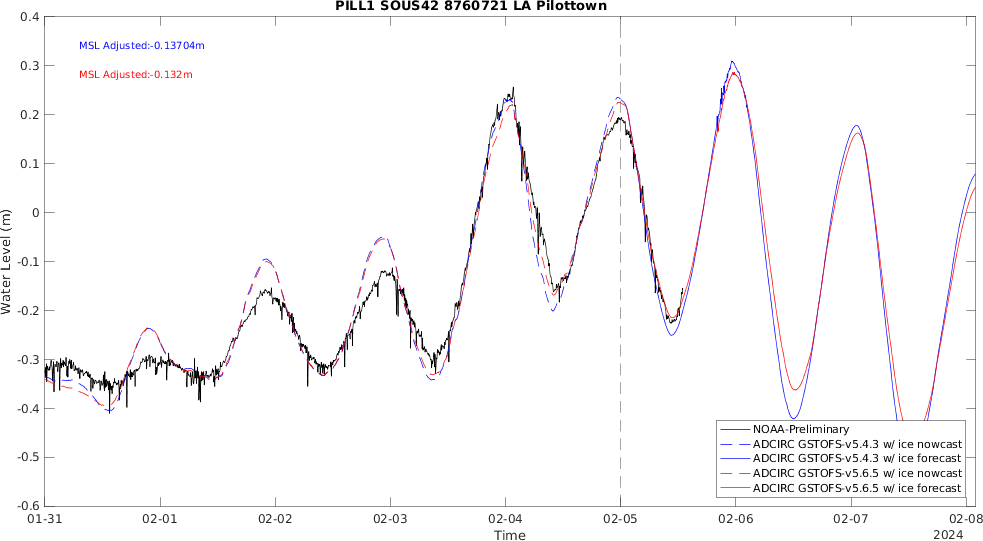 PILL1 SOUS42 8760721 LA Pilottown
MSL Adjusted:-0.13704m
MSL Adjusted:-0.132m
Water Level (m)
0.4
0.3
0.2
0.1
0
-0.1
-0.2
-0.3
-0.4
-0.5
-0.6
NOAA-Preliminary
ADCIRC GSTOFS-v5.4.3 w/ ice nowcast
ADCIRC GSTOFS-v5.4.3 w/ ice forecast
ADCIRC GSTOFS-v5.6.5 w/ ice nowcast
ADCIRC GSTOFS-v5.6.5 w/ ice forecast
01-31 02-01 02-02 02-03 02-04 02-05 02-06 02-07 02-08
Time
2024